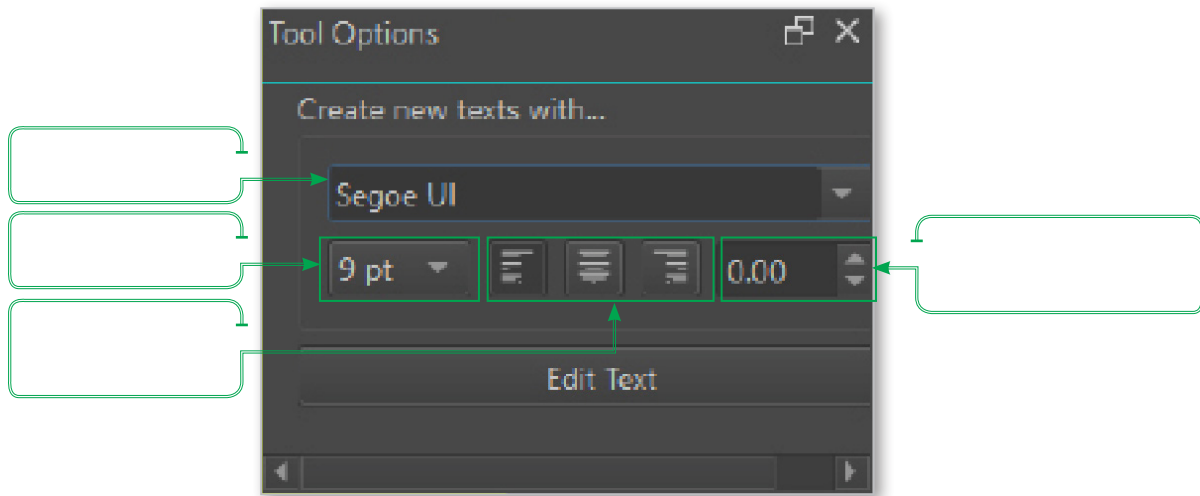 Tool Options
Create new texts with...
Segoe UI
9 pt
0.00
Edit Text